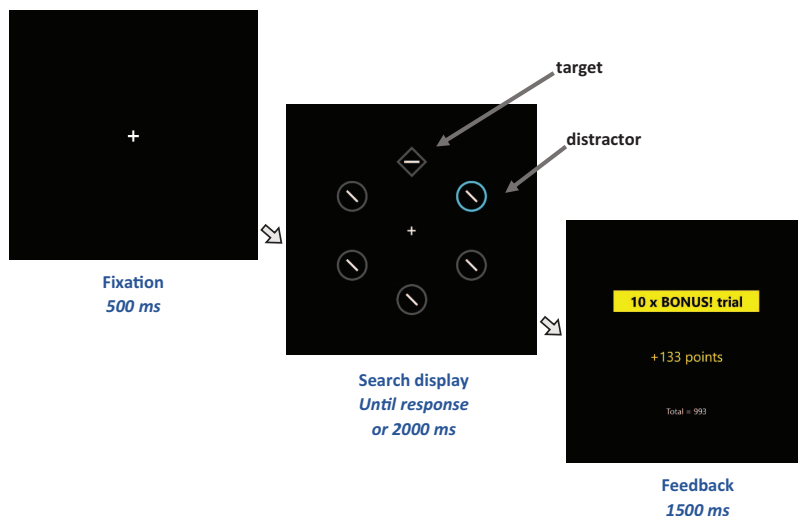 target
distractor
Fixation
500 ms
Search display
Until response
or 2000 ms
10 x BONUS! trial
+133 points
Total = 993
Feedback
1500 ms